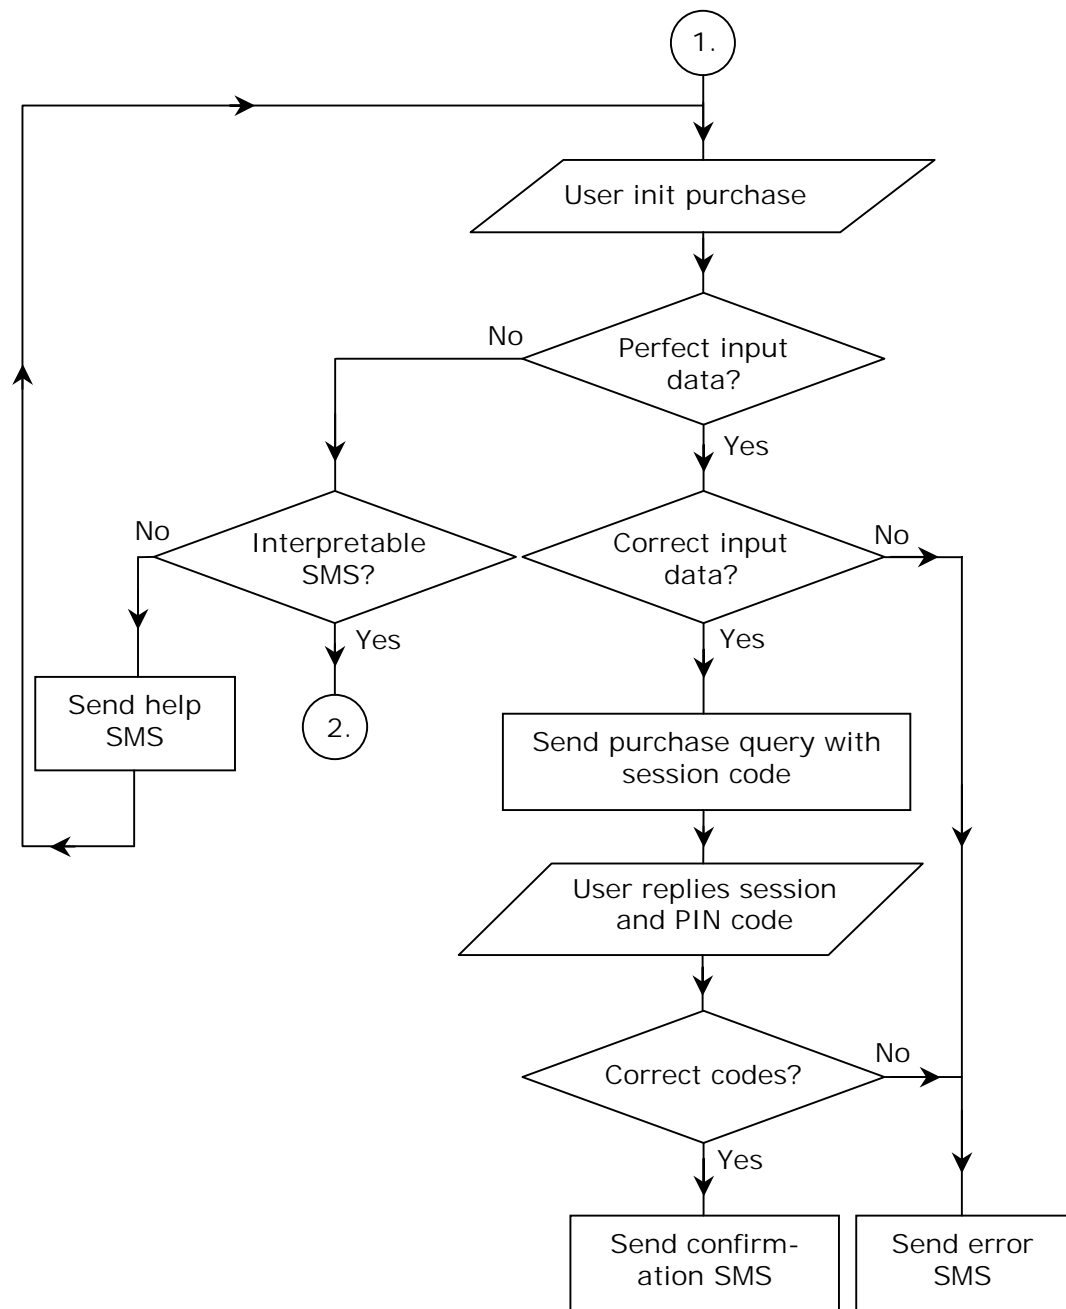 1.
User init purchase
No
Perfect input
data?
Yes
No
Interpretable
SMS?
Correct input
data?
No
Yes
Yes
Send help
SMS
2.
Send purchase query with
session code
User replies session
and PIN code
No
Correct codes?
Yes
Send confirm-
ation SMS
Send error
SMS